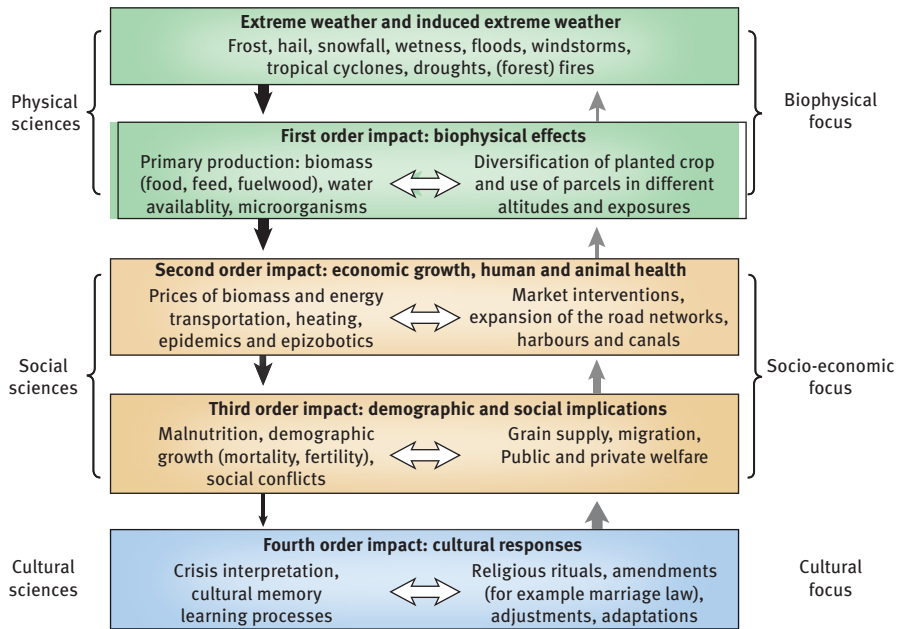 Extreme weather and induced extreme weather
Frost, hail, snowfall, wetness, floods, windstorms,
tropical cyclones, droughts, (forest) fires
Physical
sciences
Biophysical
focus
First order impact: biophysical effects
Primary production: biomass
(food, feed, fuelwood), water
availablity, microorganisms
Diversification of planted crop
and use of parcels in different
altitudes and exposures
Second order impact: economic growth, human and animal health
Prices of biomass and energy
transportation, heating,
epidemics and epizobotics
Market interventions,
expansion of the road networks,
harbours and canals
Social
sciences
Socio-economic
focus
Third order impact: demographic and social implications
Malnutrition, demographic
growth (mortality, fertility),
social conflicts
Grain supply, migration,
Public and private welfare
Fourth order impact: cultural responses
Cultural
sciences
Crisis interpretation,
cultural memory
learning processes
Religious rituals, amendments
(for example marriage law),
adjustments, adaptations
Cultural
focus